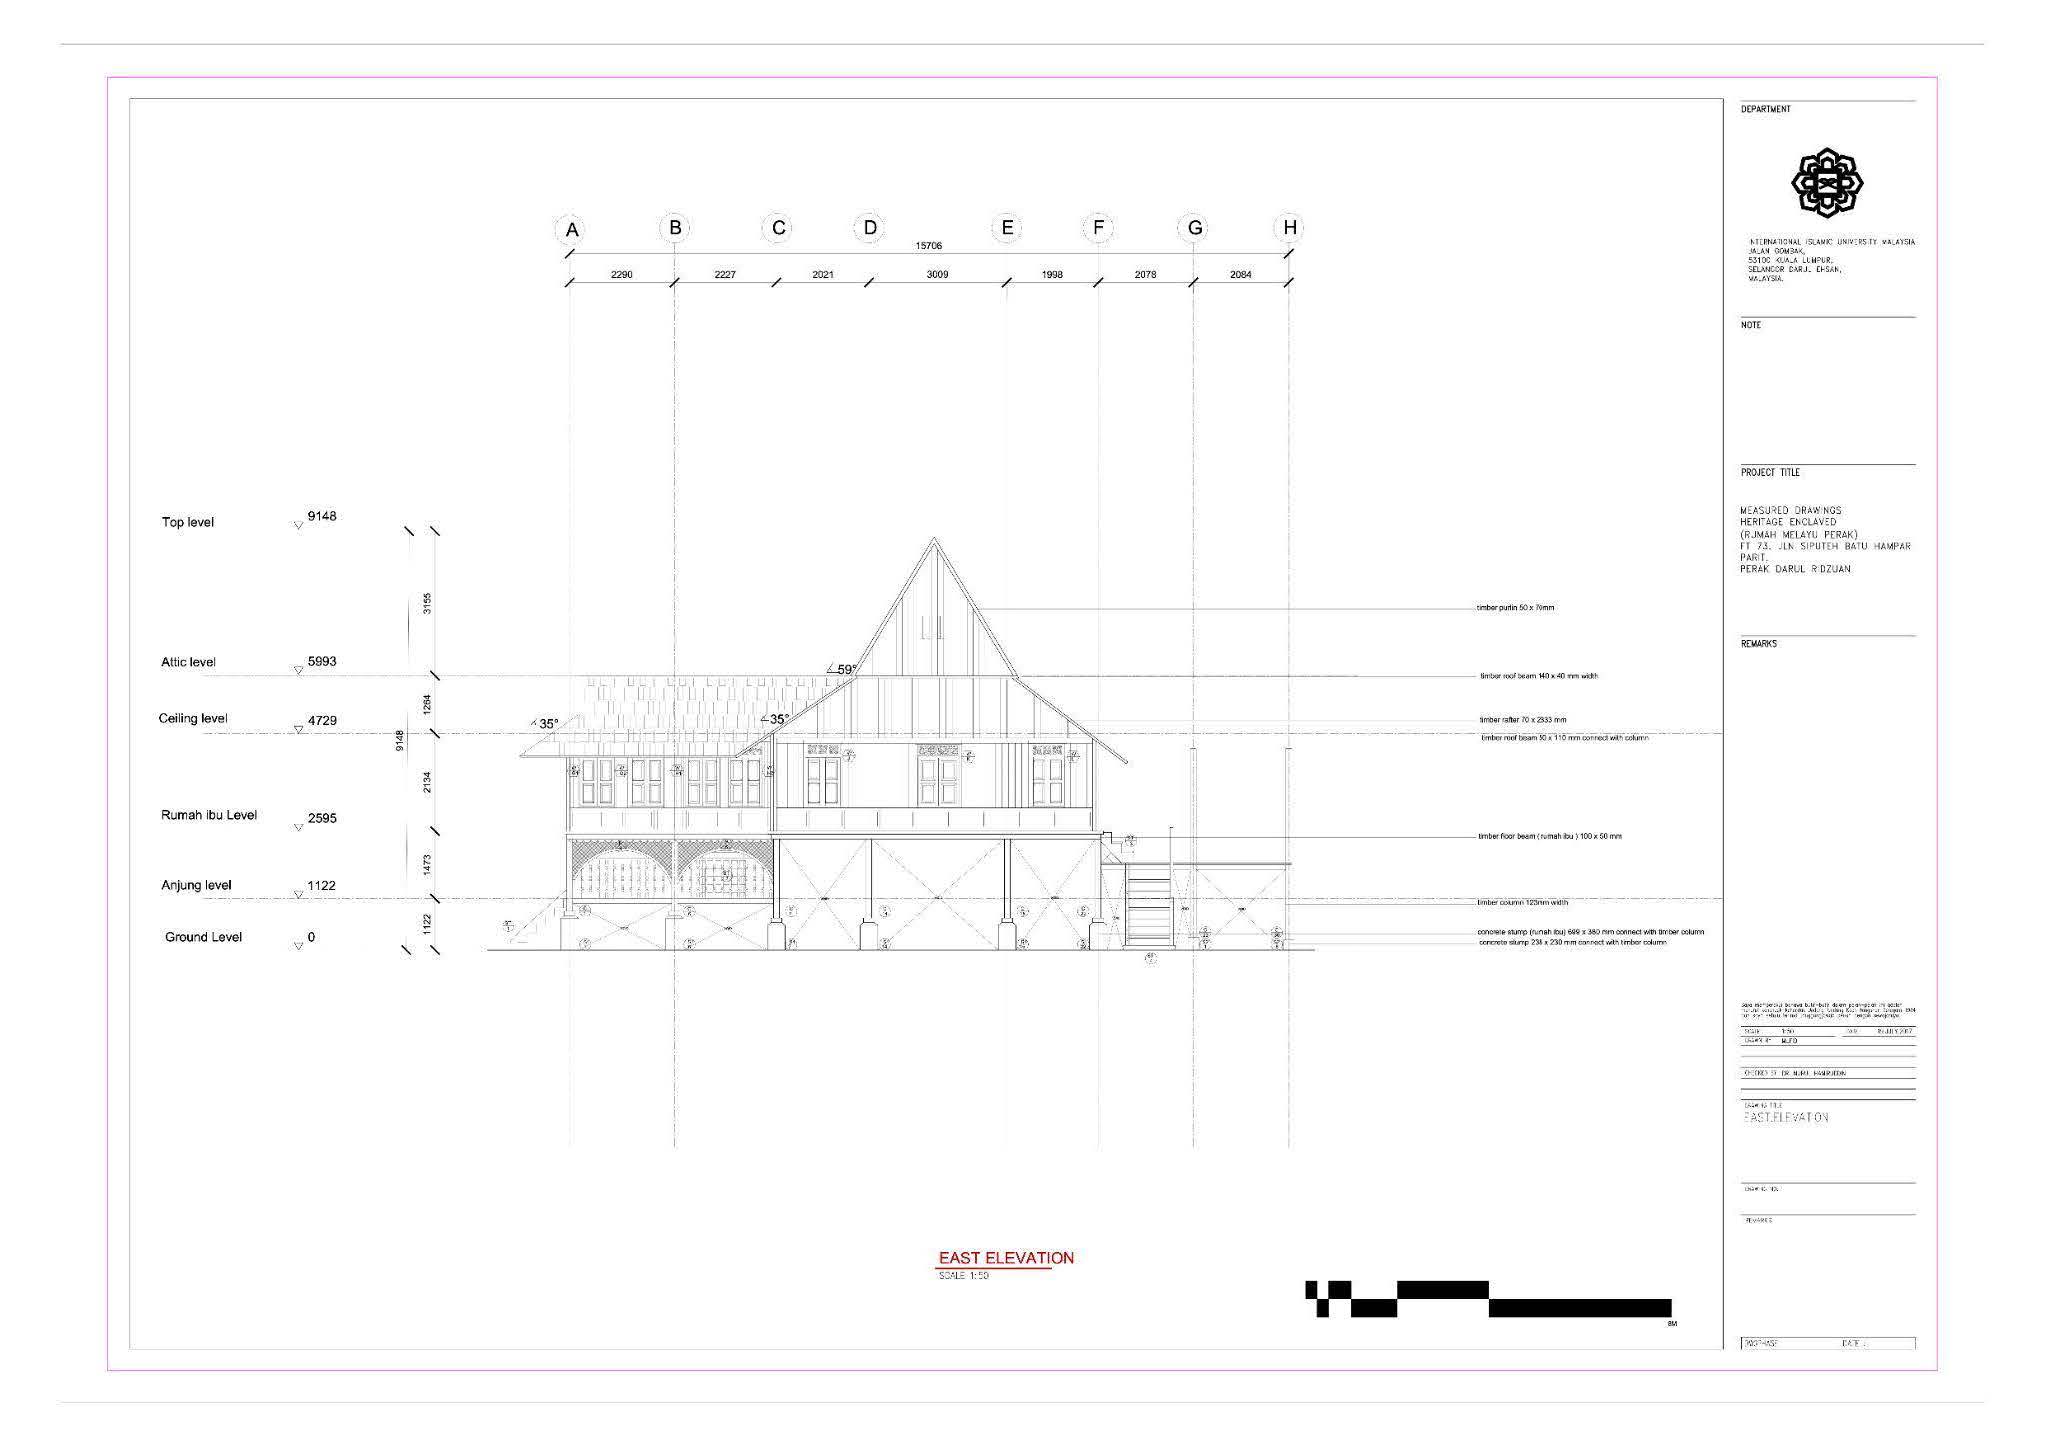 DEPARTMENT
INTERNATIONAL ISLAMIC UNIVERSITY MALAYSIA
JALAN GOMBAK,
53100 KUALA LUMPUR,
SELANGOR DARUL EHSAN,
MALAYSIA.
NOTE
PROJECT TITLE
MEASURED DRAWINGS
HERITAGE ENCLAVED
(RUMAH MELAYU PERAK)
FT 73, JLN SIPUTEH BATU HAMPAR
PARIT,
PERAK DARUL RIDZUAN
REMARKS
SCALE 1:50
DRAWN BY
CHECKED BY DR NURUL HAMIRUDDIN
DRAWING TITLE
EAST ELEVATION
DRAWING NO.
REMARKS
DATE :
A B C D E F G H
15706
2290 2227 2021 3009 1998 2078 2084
Top level 9148
3155
Attic level 5993
59°
1264
Ceiling level 4729
35° 35°
9148
2134
Rumah ibu Level 2595
1473
Anjung level 1122
1122
Ground Level 0
timber purlin 50 x 70mm
timber roof beam 140 x 40 mm width
timber rafter 70 x 2333 mm
timber roof beam 50 x 110 mm connect with column
timber floor beam ( rumah ibu ) 100 x 50 mm
timber column 123mm width
concrete stump (rumah ibu) 699 x 380 mm connect with timber column
concrete stump 238 x 230 mm connect with timber column
EAST ELEVATION
SCALE 1:50
8M